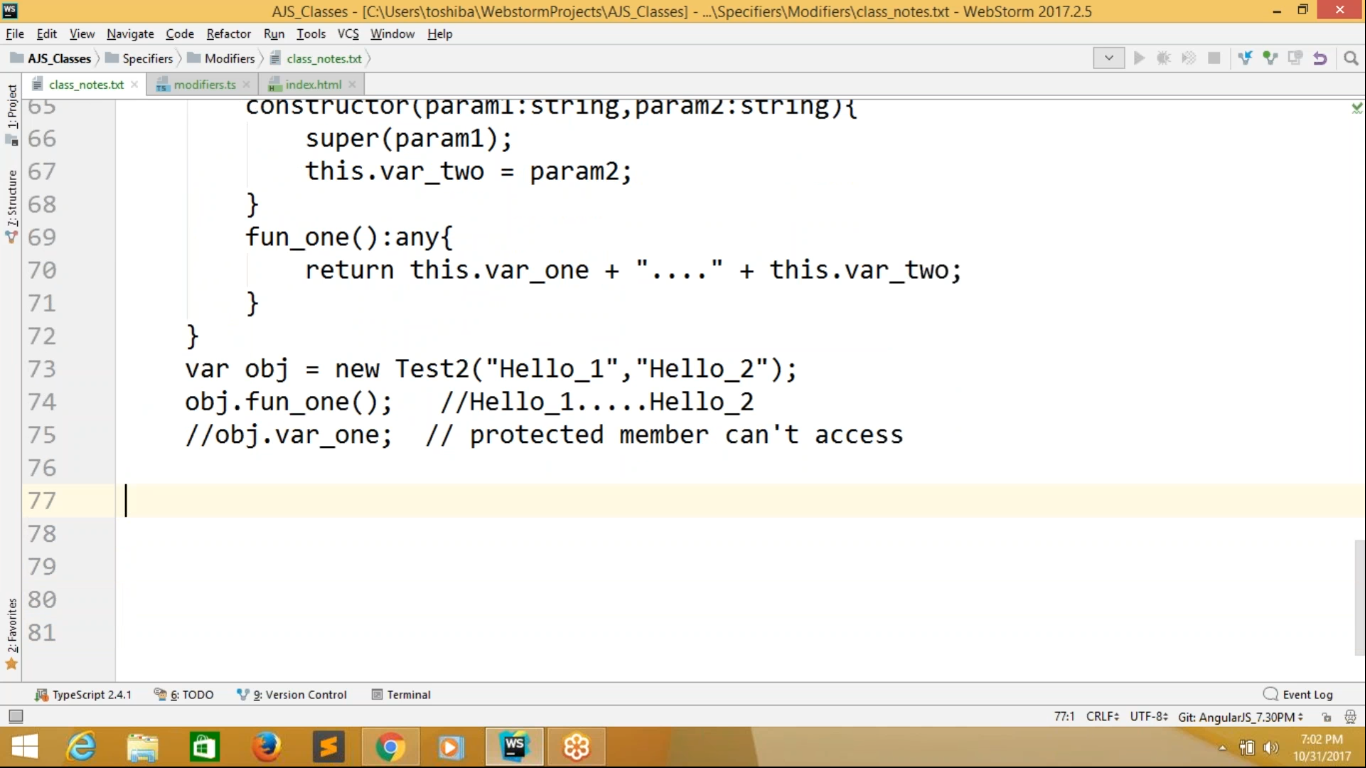 WS AJS_Classes - [C:\Users\toshiba\WebstormProjects\AJS_Classes] - ...\Specifiers\Modifiers\class_notes.txt - WebStorm 2017.2.5
File Edit View Navigate Code Refactor Run Tools VCS Window Help
AJS_Classes Specifiers Modifiers class_notes.txt
class_notes.txt modifiers.ts index.html
1: Project
7: Structure
2: Favorites
65 constructor(param1:string,param2:string){
66 super(param1);
67 this.var_two = param2;
68 }
69 fun_one():any{
70 return this.var_one + "...." + this.var_two;
71 }
72 }
73 var obj = new Test2("Hello_1","Hello_2");
74 obj.fun_one(); //Hello_1.....Hello_2
75 //obj.var_one; // protected member can't access
76
77
78
79
80
81
TypeScript 2.4.1 6: TODO 9: Version Control Terminal Event Log
77:1 CRLF÷ UTF-8÷ Git: AngularJS_7.30PM÷
WS 7:02 PM
10/31/2017